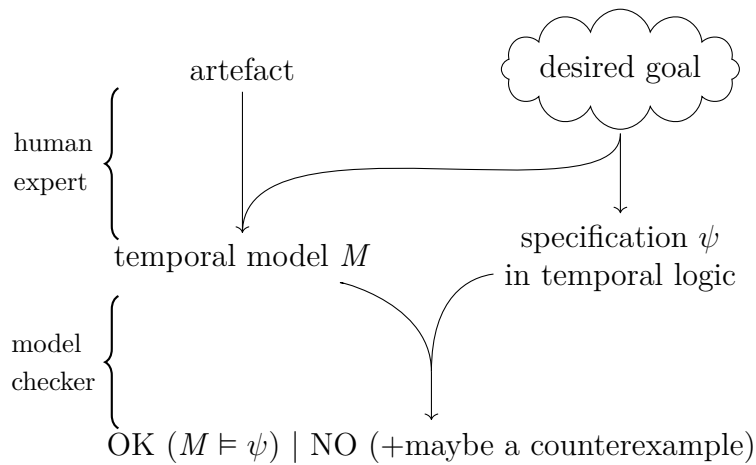 artefact
desired goal
human
expert
temporal model M
specification ψ
in temporal logic
model
checker
OK (M ⊨ ψ) | NO (+maybe a counterexample)